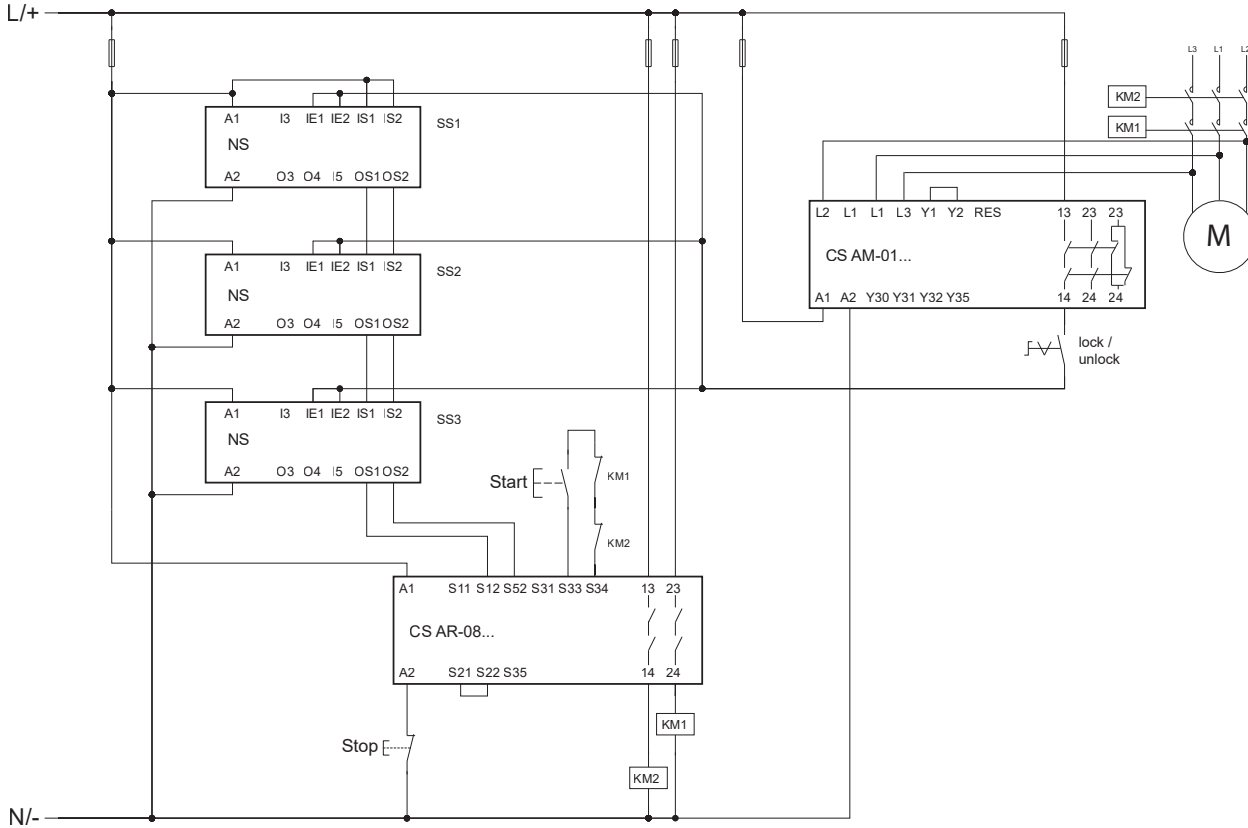 L/+
L3 L1 L2
KM2
KM1
A1 I3 IE1 IE2 IS1 IS2
SS1
NS
A2 O3 O4 I5 OS1 OS2
L2 L1 L1 L3 Y1 Y2 RES 13 23 23
M
CS AM-01...
A1 A2 Y30 Y31 Y32 Y35 14 24 24
A1 I3 IE1 IE2 IS1 IS2
SS2
NS
A2 O3 O4 I5 OS1 OS2
lock /
unlock
A1 I3 IE1 IE2 IS1 IS2
SS3
NS
A2 O3 O4 I5 OS1 OS2
Start
KM1
KM2
A1 S11 S12 S52 S31 S33 S34 13 23
CS AR-08...
A2 S21 S22 S35 14 24
KM1
Stop
KM2
N/-